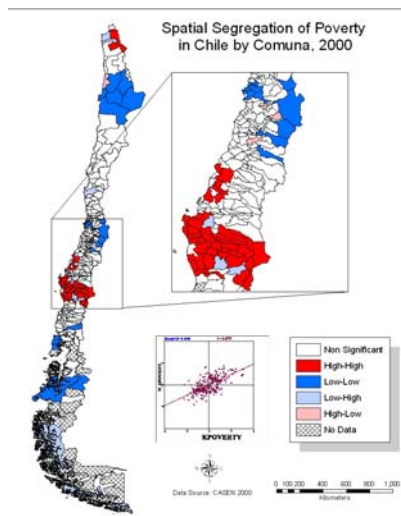 Spatial Segregation of Poverty
in Chile by Comuna, 2000
Non Significant
High-High
Low-Low
Low-High
High-Low
No Data
KPOVERTY
Data Source: CASEN 2000
0 100 200 400 600 800 1,000
Kilometers